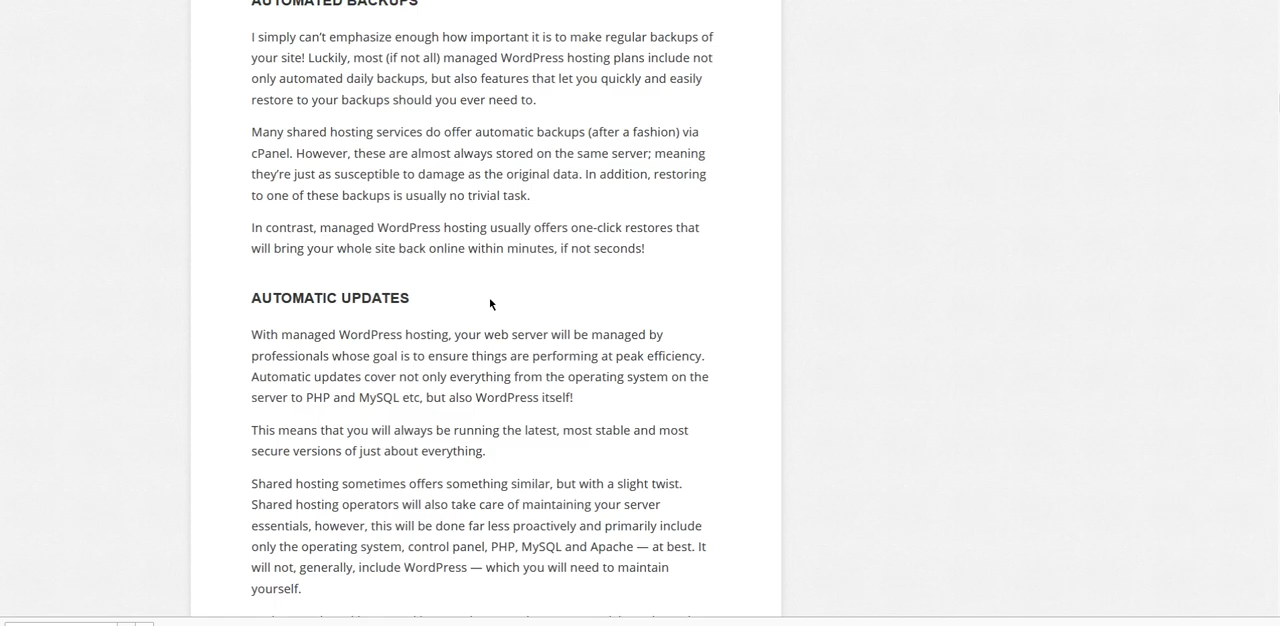 AUTOMATED BACKUPS
I simply can't emphasize enough how important it is to make regular backups of
your site! Luckily, most (if not all) managed WordPress hosting plans include not
only automated daily backups, but also features that let you quickly and easily
restore to your backups should you ever need to.
Many shared hosting services do offer automatic backups (after a fashion) via
cPanel. However, these are almost always stored on the same server; meaning
they're just as susceptible to damage as the original data. In addition, restoring
to one of these backups is usually no trivial task.
In contrast, managed WordPress hosting usually offers one-click restores that
will bring your whole site back online within minutes, if not seconds!
AUTOMATIC UPDATES
With managed WordPress hosting, your web server will be managed by
professionals whose goal is to ensure things are performing at peak efficiency.
Automatic updates cover not only everything from the operating system on the
server to PHP and MySQL etc, but also WordPress itself!
This means that you will always be running the latest, most stable and most
secure versions of just about everything.
Shared hosting sometimes offers something similar, but with a slight twist.
Shared hosting operators will also take care of maintaining your server
essentials, however, this will be done far less proactively and primarily include
only the operating system, control panel, PHP, MySQL and Apache — at best. It
will not, generally, include WordPress — which you will need to maintain
yourself.